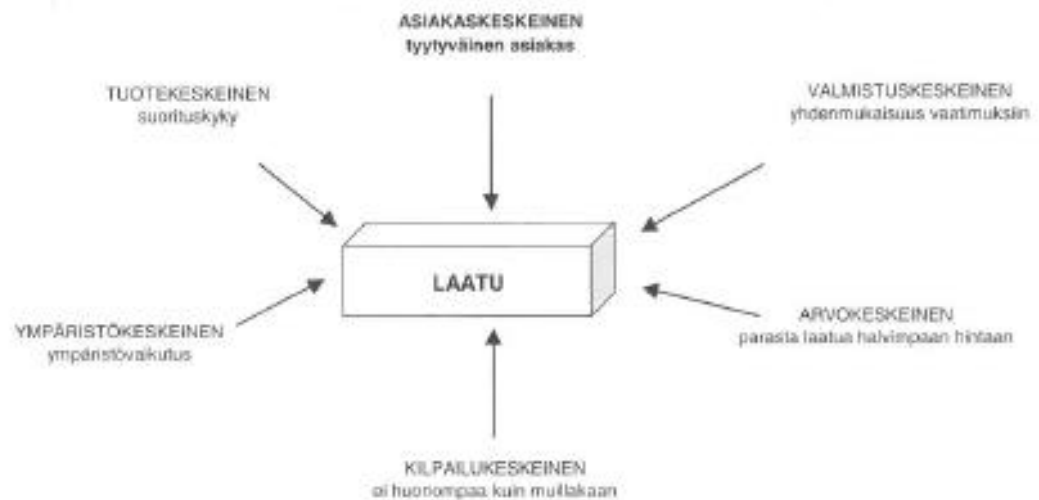 ASIAKASKESKEINEN
tyytyväinen asiakas
TUOTEKESKEINEN
suorituskyky
VALMISTUSKESKEINEN
yhdenmukaisuus vaatimuksiin
LAATU
YMPÄRISTÖKESKEINEN
ympäristövaikutus
ARVOKESKEINEN
parasta laatua halvimpaan hintaan
KILPAILUKESKEINEN
ei huonompaa kuin muillakaan